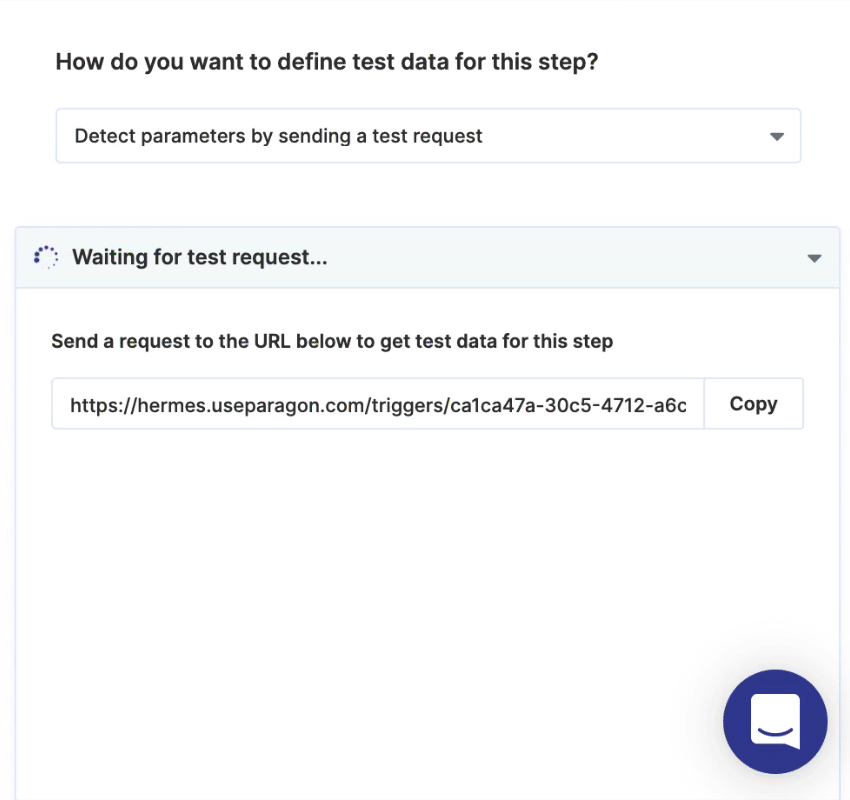 How do you want to define test data for this step?
Detect parameters by sending a test request
Waiting for test request...
Send a request to the URL below to get test data for this step
https://hermes.useparagon.com/triggers/ca1ca47a-30c5-4712-a6c
Copy